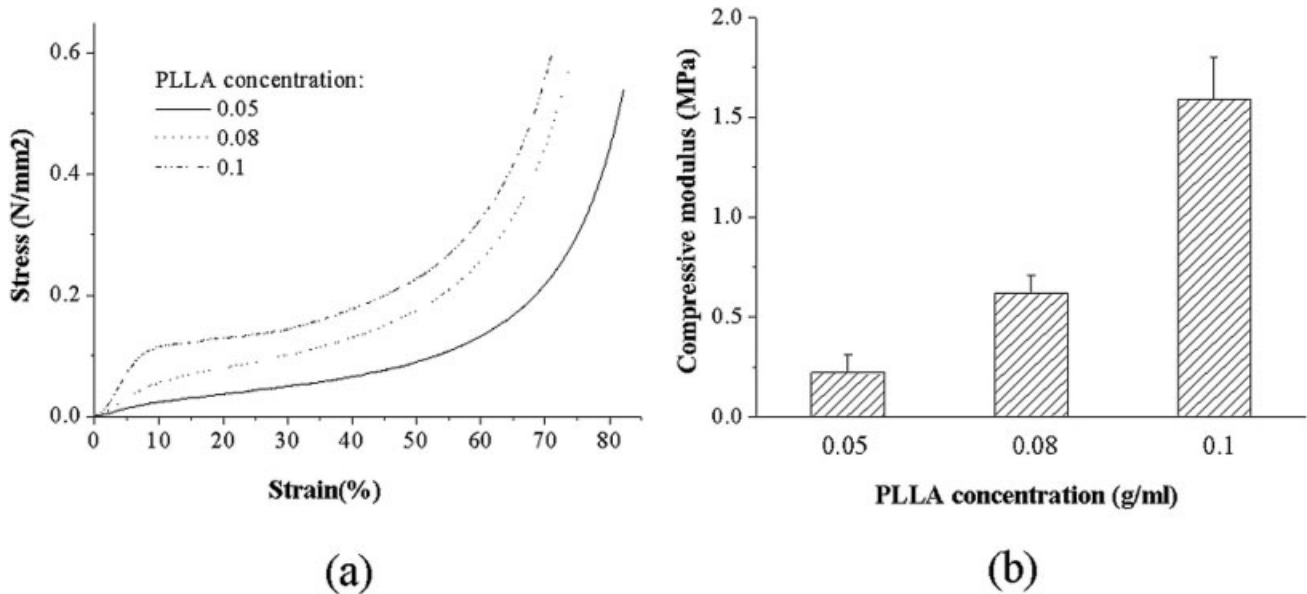 0.6
0.4
0.2
0.0
Stress (N/mm2)
PLLA concentration:
0.05
0.08
0.1
0 10 20 30 40 50 60 70 80
Strain(%)
(a)
2.0
1.5
1.0
0.5
0.0
Compressive modulus (MPa)
0.05 0.08 0.1
PLLA concentration (g/ml)
(b)